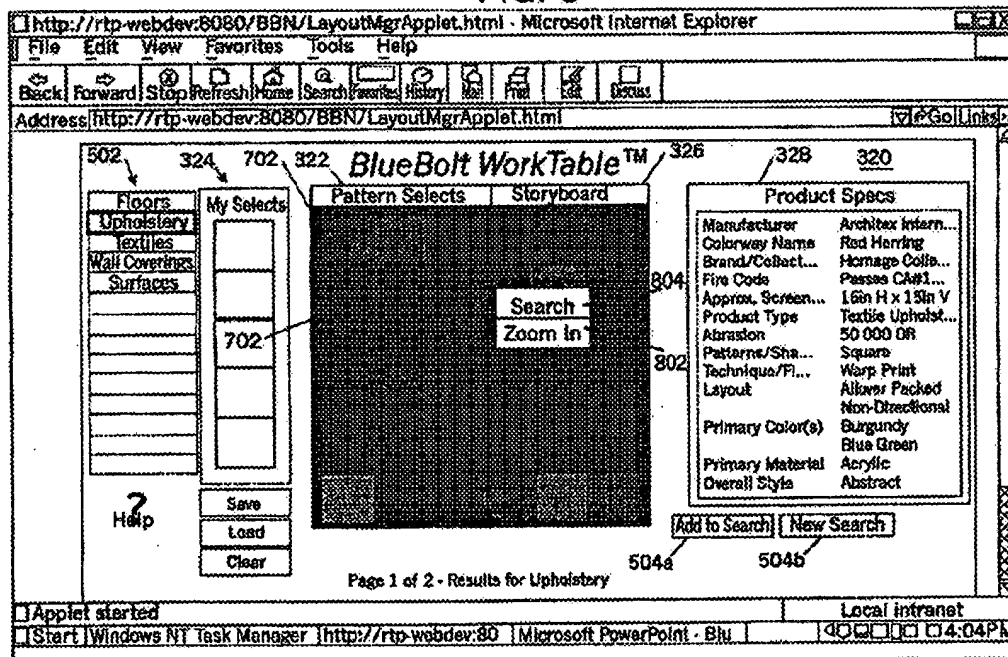 http://rtp-webdev:8080/BBN/LayoutMgrApplet.html - Microsoft Internet Explorer
File Edit View Favorites Tools Help
Back Forward Stop Refresh Home Search Favorites History Mail Print Edit Discuss
Address http://rtp-webdev:8080/BBN/LayoutMgrApplet.html Go Links
502 324 702 322 BlueBolt WorkTable™ 326 328 320
Floors
Upholstery
Textiles
Wall Coverings
Surfaces
My Selects
Pattern Selects Storyboard
Search
Zoom In
804
802
702
Product Specs
Manufacturer Architex Intern...
Colorway Name Red Herring
Brand/Collect... Homage Colle...
Fire Code Passes CA#1...
Approx. Screen... 16in H x 15in V
Product Type Textile Upholst...
Abrasion 50 000 DR
Patterns/Sha... Square
Technique/Fi... Warp Print
Layout Allover Packed
Non-Directional
Primary Color(s) Burgundy
Blue Green
Primary Material Acrylic
Overall Style Abstract
?
Help
Save
Load
Clear
Add to Search New Search
504a 504b
Page 1 of 2 - Results for Upholstery
Applet started Local intranet
Start Windows NT Task Manager http://rtp-webdev:80 Microsoft PowerPoint - Blu 4:04PM